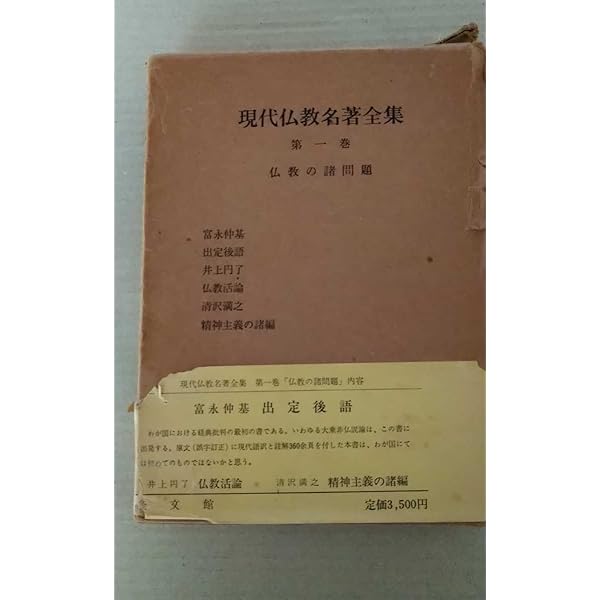 現代仏教名著全集
第一巻
仏教の諸問題
富永仲基
出定後語
井上円了
仏教活論
清沢満之
精神主義の諸編
現代仏教名著全集 第一巻「仏教の諸問題」内容
富永仲基 出定後語
わが国における経典批判の最初の書である。いわゆる大乗非仏説論は、この書に
出発する。原文(誤字訂正)に現代語訳と註解360余頁を付した本書は、わが国にて
は初めてのものではないかと思う。
井上円了 仏教活論 清沢満之 精神主義の諸編
文館 定価3,500円